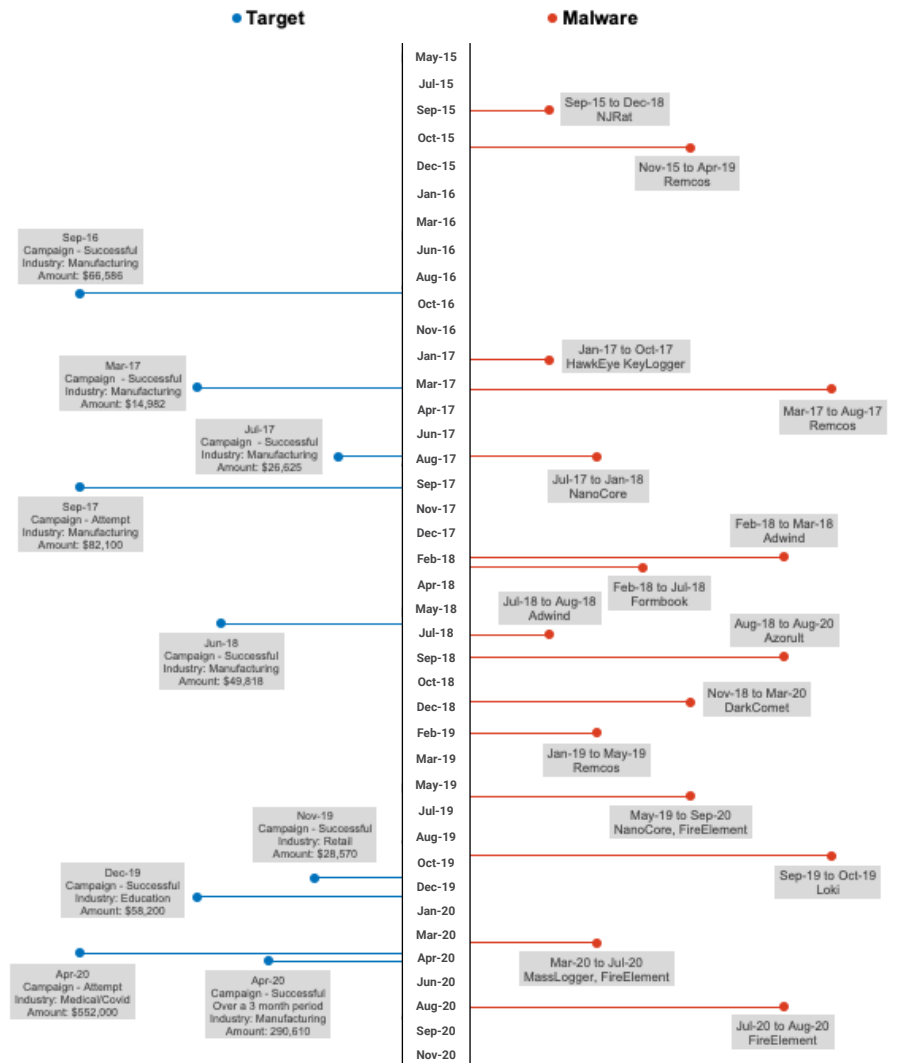 Target
Malware
May-15
Jul-15
Sep-15
Oct-15
Dec-15
Jan-16
Mar-16
Jun-16
Aug-16
Oct-16
Nov-16
Jan-17
Mar-17
Apr-17
Jun-17
Aug-17
Sep-17
Nov-17
Dec-17
Feb-18
Apr-18
May-18
Jul-18
Sep-18
Oct-18
Dec-18
Feb-19
Mar-19
May-19
Jul-19
Aug-19
Oct-19
Dec-19
Jan-20
Mar-20
Apr-20
Jun-20
Aug-20
Sep-20
Nov-20
Sep-16
Campaign - Successful
Industry: Manufacturing
Amount: $66,586
Mar-17
Campaign - Successful
Industry: Manufacturing
Amount: $14,982
Jul-17
Campaign - Successful
Industry: Manufacturing
Amount: $26,625
Sep-17
Campaign - Attempt
Industry: Manufacturing
Amount: $82,100
Jun-18
Campaign - Successful
Industry: Manufacturing
Amount: $49,818
Nov-19
Campaign - Successful
Industry: Retail
Amount: $28,570
Dec-19
Campaign - Successful
Industry: Education
Amount: $58,200
Apr-20
Campaign - Attempt
Industry: Medical/Covid
Amount: $552,000
Apr-20
Campaign - Successful
Over a 3 month period
Industry: Manufacturing
Amount: 290,610
Sep-15 to Dec-18
NJRat
Nov-15 to Apr-19
Remcos
Jan-17 to Oct-17
HawkEye KeyLogger
Mar-17 to Aug-17
Remcos
Jul-17 to Jan-18
NanoCore
Feb-18 to Mar-18
Adwind
Feb-18 to Jul-18
Formbook
Jul-18 to Aug-18
Adwind
Aug-18 to Aug-20
Azorult
Nov-18 to Mar-20
DarkComet
Jan-19 to May-19
Remcos
May-19 to Sep-20
NanoCore, FireElement
Sep-19 to Oct-19
Loki
Mar-20 to Jul-20
MassLogger, FireElement
Jul-20 to Aug-20
FireElement